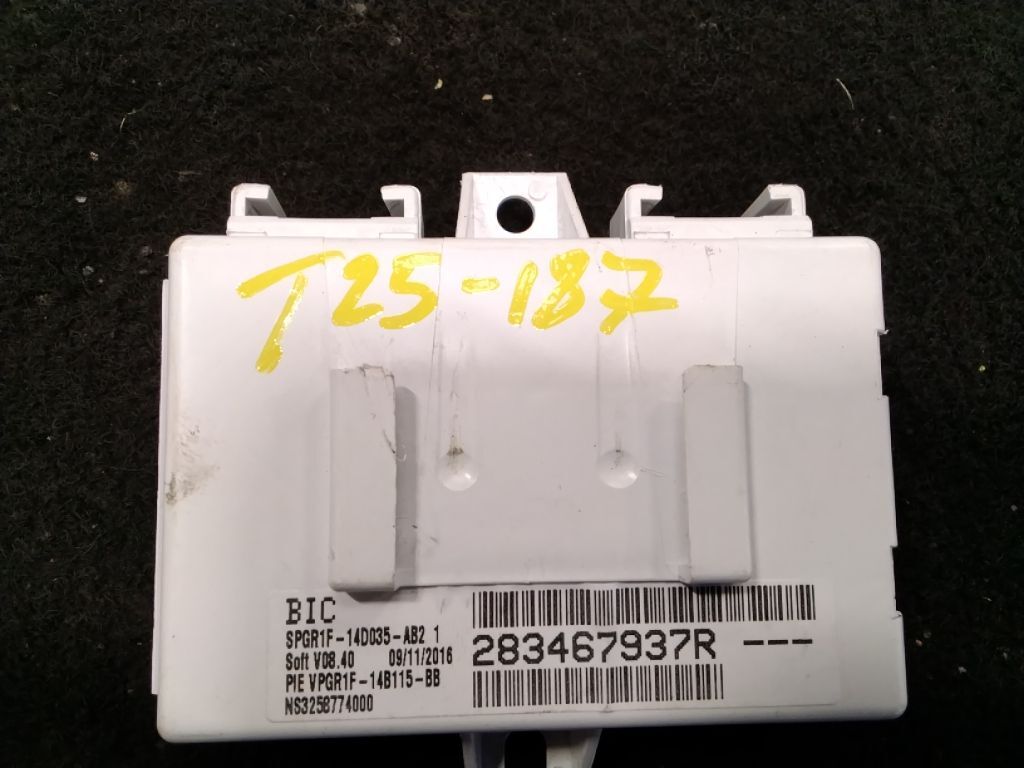 T25-187
BIC
SPGR1F-14D035-AB2 1
Soft V08.40 09/11/2016
PIE VPGR1F-14B115-BB
NS3258774000
283467937R ---